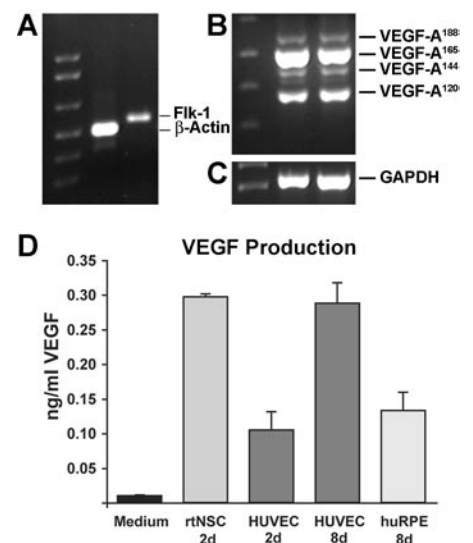 A
Flk-1
β-Actin
B
VEGF-A188
VEGF-A165
VEGF-A144
VEGF-A120
C
GAPDH
D
VEGF Production
ng/ml VEGF
0.35
0.30
0.25
0.20
0.15
0.10
0.05
Medium rtNSC HUVEC HUVEC huRPE
2d 2d 8d 8d